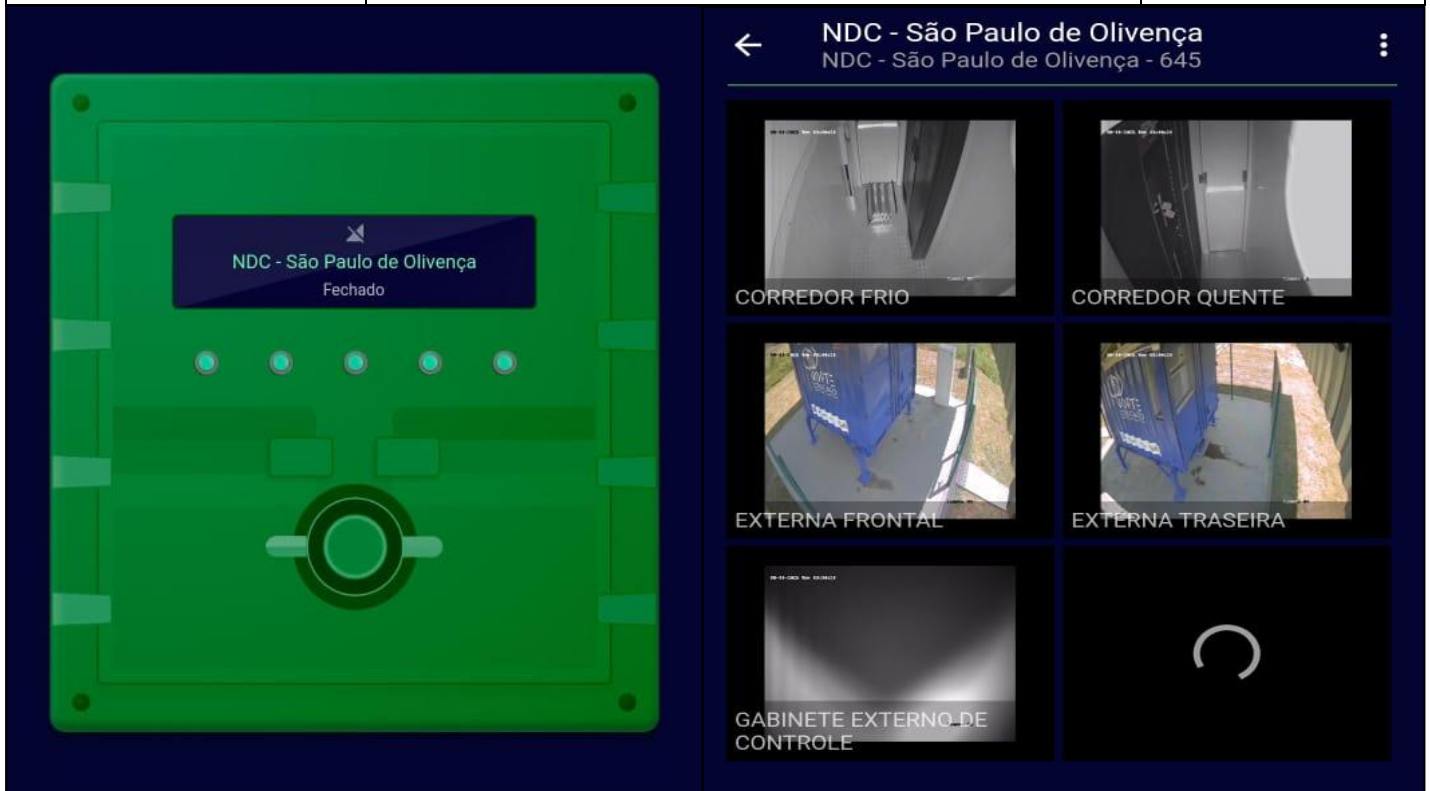 NDC - São Paulo de Olivença
Fechado
NDC - São Paulo de Olivença
NDC - São Paulo de Olivença - 645
CORREDOR FRIO
CORREDOR QUENTE
EXTERNA FRONTAL
EXTERNA TRASEIRA
GABINETE EXTERNO DE
CONTROLE